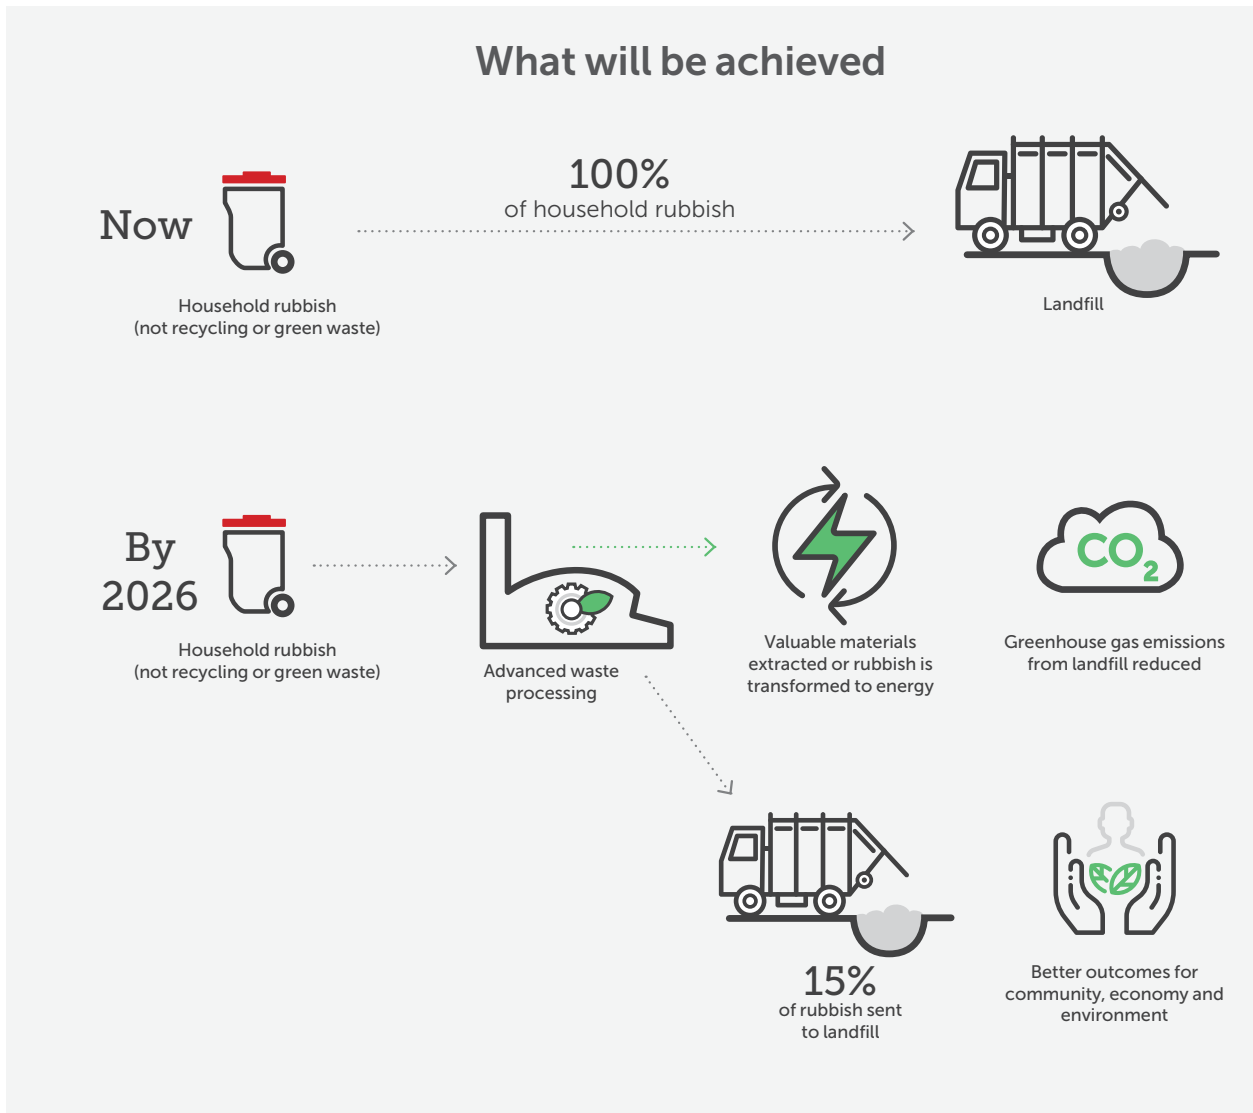 What will be achieved
Now
100%
of household rubbish
Household rubbish
(not recycling or green waste)
Landfill
By
2026
Household rubbish
(not recycling or green waste)
Advanced waste
processing
Valuable materials
extracted or rubbish is
transformed to energy
CO₂
Greenhouse gas emissions
from landfill reduced
15%
of rubbish sent
to landfill
Better outcomes for
community, economy and
environment